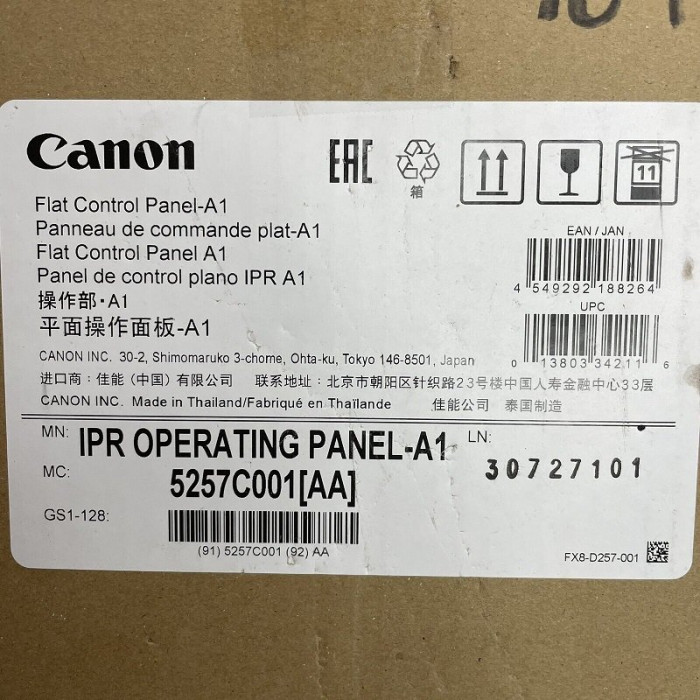 Canon
EAC
箱
11
Flat Control Panel-A1
Panneau de commande plat-A1
Flat Control Panel A1
Panel de control plano IPR A1
操作部・A1
平面操作面板-A1
EAN / JAN
4 549292 188264
UPC
0 13803 34211 6
CANON INC. 30-2, Shimomaruko 3-chome, Ohta-ku, Tokyo 146-8501, Japan
进口商：佳能（中国）有限公司 联系地址：北京市朝阳区针织路23号楼中国人寿金融中心33层
CANON INC. Made in Thailand/Fabriqué en Thaïlande 佳能公司 泰国制造
MN: IPR OPERATING PANEL-A1
LN: 30727101
MC: 5257C001[AA]
GS1-128:
(91) 5257C001 (92) AA
FX8-D257-001